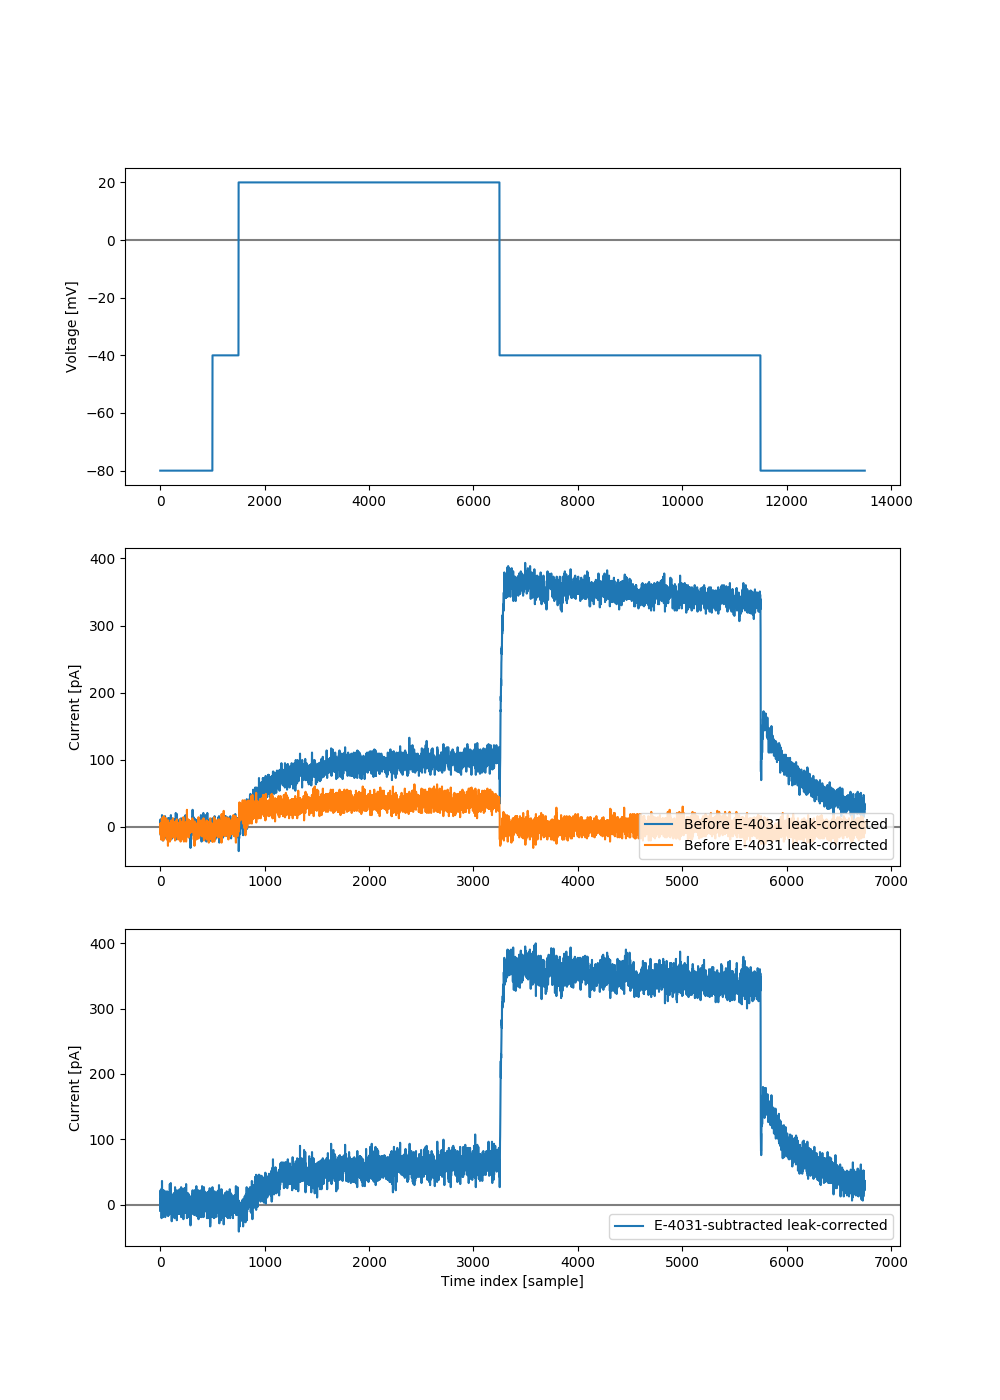 20
0
−20
−40
−60
−80
Voltage [mV]
0 2000 4000 6000 8000 10000 12000 14000
400
300
200
100
0
Current [pA]
Before E-4031 leak-corrected
Before E-4031 leak-corrected
0 1000 2000 3000 4000 5000 6000 7000
400
300
200
100
0
Current [pA]
E-4031-subtracted leak-corrected
0 1000 2000 3000 4000 5000 6000 7000
Time index [sample]